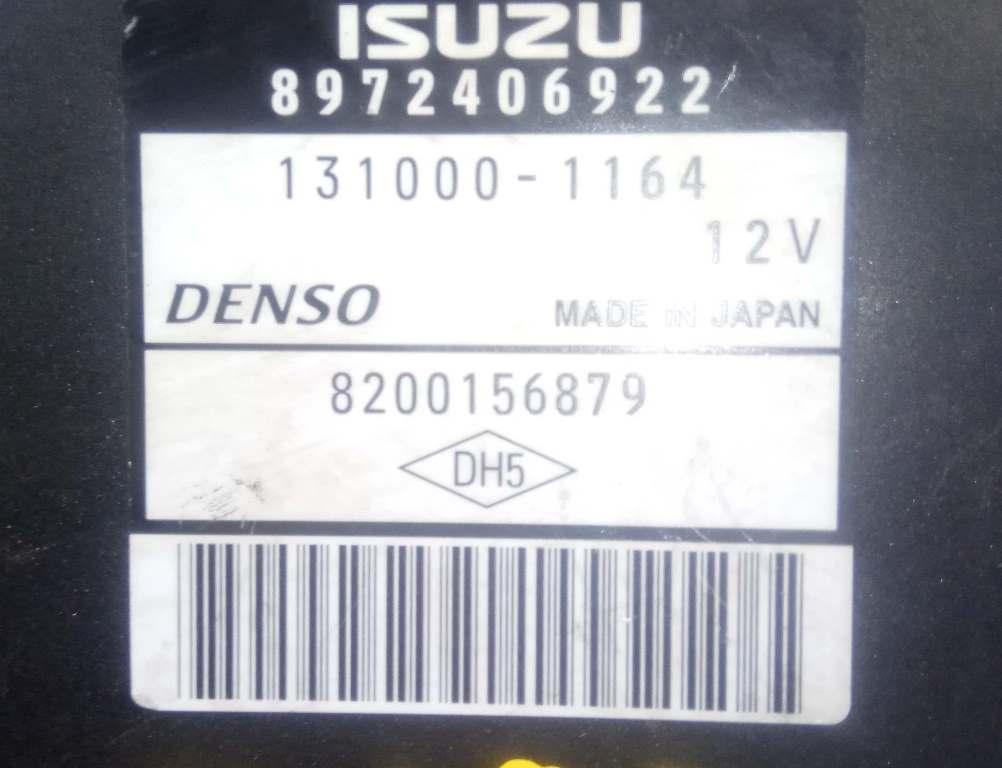 ISUZU
8972406922
131000-1164
12V
DENSO MADE IN JAPAN
8200156879
DH5